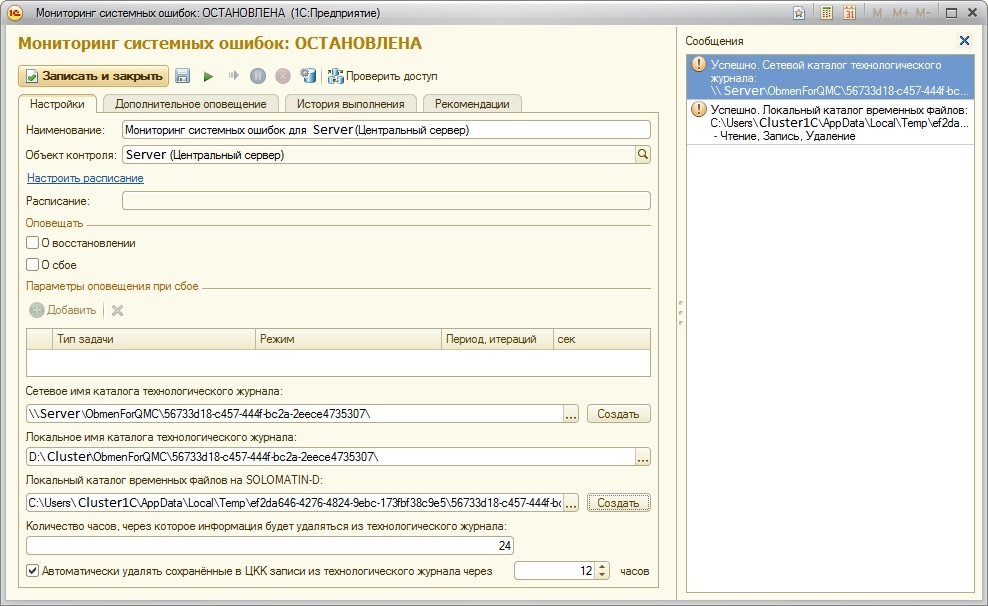 Мониторинг системных ошибок: ОСТАНОВЛЕНА (1С:Предприятие)
M M+ M-
Мониторинг системных ошибок: ОСТАНОВЛЕНА
Записать и закрыть
Проверить доступ
Настройки
Дополнительное оповещение
История выполнения
Рекомендации
Наименование: Мониторинг системных ошибок для Server (Центральный сервер)
Объект контроля: Server (Центральный сервер)
Настроить расписание
Расписание:
Оповещать
О восстановлении
О сбое
Параметры оповещения при сбое
Добавить
Тип задачи Режим Период, итераций сек
Сетевое имя каталога технологического журнала:
\\Server\ObmenForQMC\56733d18-c457-444f-bc2a-2eece4735307\ ... Создать
Локальное имя каталога технологического журнала:
D:\Cluster\ObmenForQMC\56733d18-c457-444f-bc2a-2eece4735307\ ...
Локальный каталог временных файлов на SOLOMATIN-D:
C:\Users\Cluster1C\AppData\Local\Temp\ef2da646-4276-4824-9ebc-173fbf38c9e5\56733d18-c457-444f-bc ... Создать
Количество часов, через которое информация будет удаляться из технологического журнала:
24
Автоматически удалять сохранённые в ЦКК записи из технологического журнала через 12 часов
Сообщения
Успешно. Сетевой каталог технологического
журнала:
\\Server\ObmenForQMC\56733d18-c457-444f-bc...
Успешно. Локальный каталог временных файлов:
C:\Users\Cluster1C\AppData\Local\Temp\ef2da...
- Чтение, Запись, Удаление